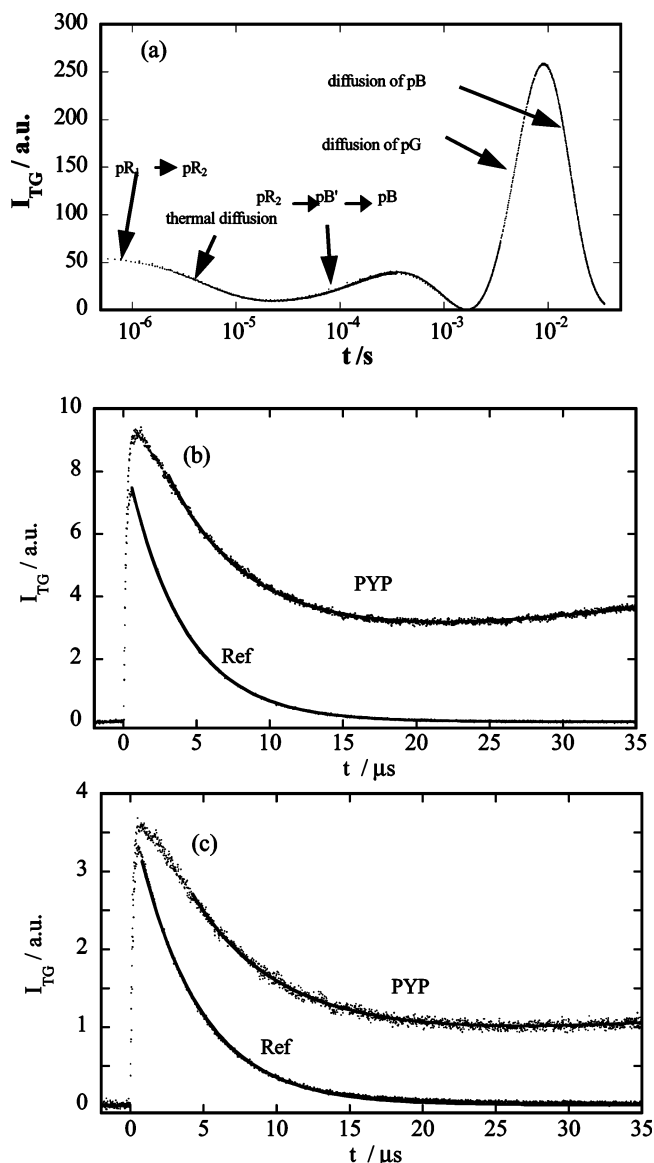 (a)
I_TG / a.u.
300
250
200
150
100
50
0
diffusion of pB
diffusion of pG
pR₁ → pR₂
thermal diffusion
pR₂ → pB' → pB
10⁻⁶ 10⁻⁵ 10⁻⁴ 10⁻³ 10⁻²
t /s
(b)
I_TG / a.u.
10
8
6
4
2
0
PYP
Ref
0 5 10 15 20 25 30 35
t / μs
(c)
I_TG / a.u.
4
3
2
1
0
PYP
Ref
0 5 10 15 20 25 30 35
t / μs